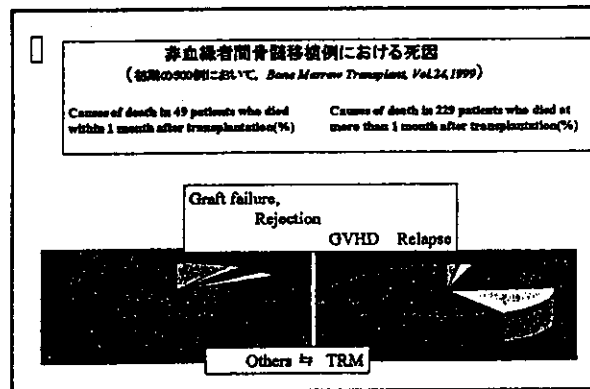 非血縁者間骨髄移植例における死因
(初期の500例において, Bone Marrow Transplant, Vol.24,1999)
Causes of death in 49 patients who died
within 1 month after transplantation(%)
Causes of death in 229 patients who died at
more than 1 month after transplantation(%)
Graft failure,
Rejection
GVHD Relapse
Others ⇆ TRM